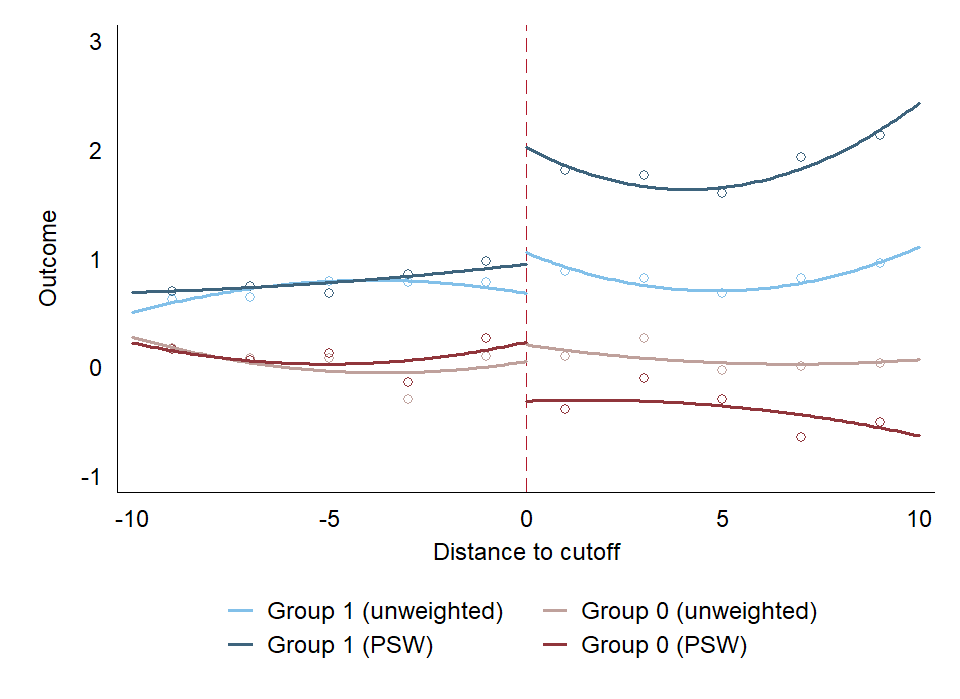 3
2
1
0
-1
Outcome
-10 -5 0 5 10
Distance to cutoff
Group 1 (unweighted) Group 0 (unweighted)
Group 1 (PSW) Group 0 (PSW)